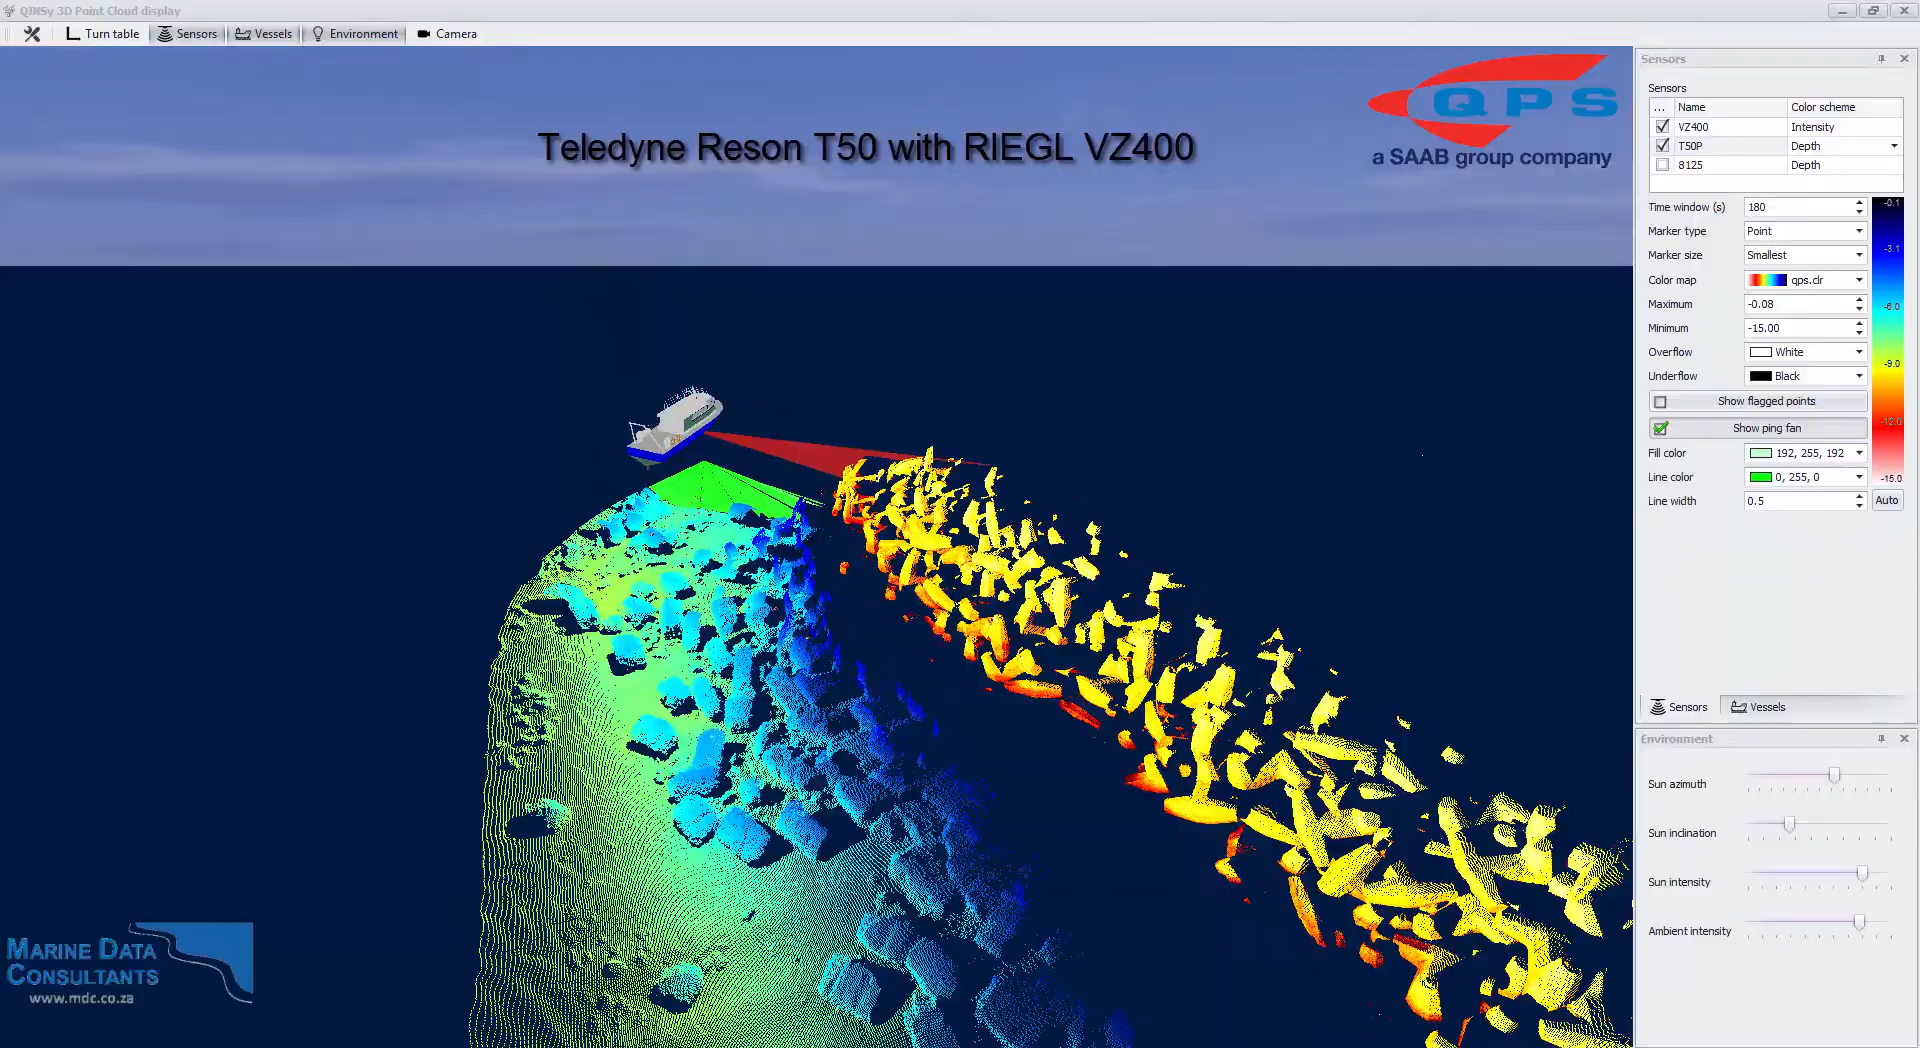 QINSy 3D Point Cloud display
Turn table
Sensors
Vessels
Environment
Camera
Teledyne Reson T50 with RIEGL VZ400
QPS
a SAAB group company
MARINE DATA
CONSULTANTS
www.mdc.co.za
Sensors
Sensors
... Name Color scheme
VZ400 Intensity
T50P Depth
8125 Depth
Time window (s) 180
Marker type Point
Marker size Smallest
Color map qps.clr
Maximum -0.08
Minimum -15.00
Overflow White
Underflow Black
Show flagged points
Show ping fan
Fill color 192, 255, 192
Line color 0, 255, 0
Line width 0.5
Auto
-0.1
-3.1
-6.0
-9.0
-12.0
-15.0
Sensors
Vessels
Environment
Sun azimuth
Sun inclination
Sun intensity
Ambient intensity